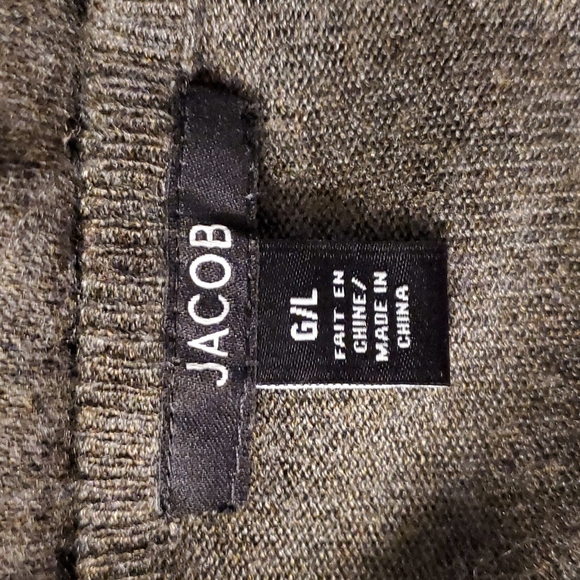 JACOB
G/L
FAIT EN
CHINE/
MADE IN
CHINA